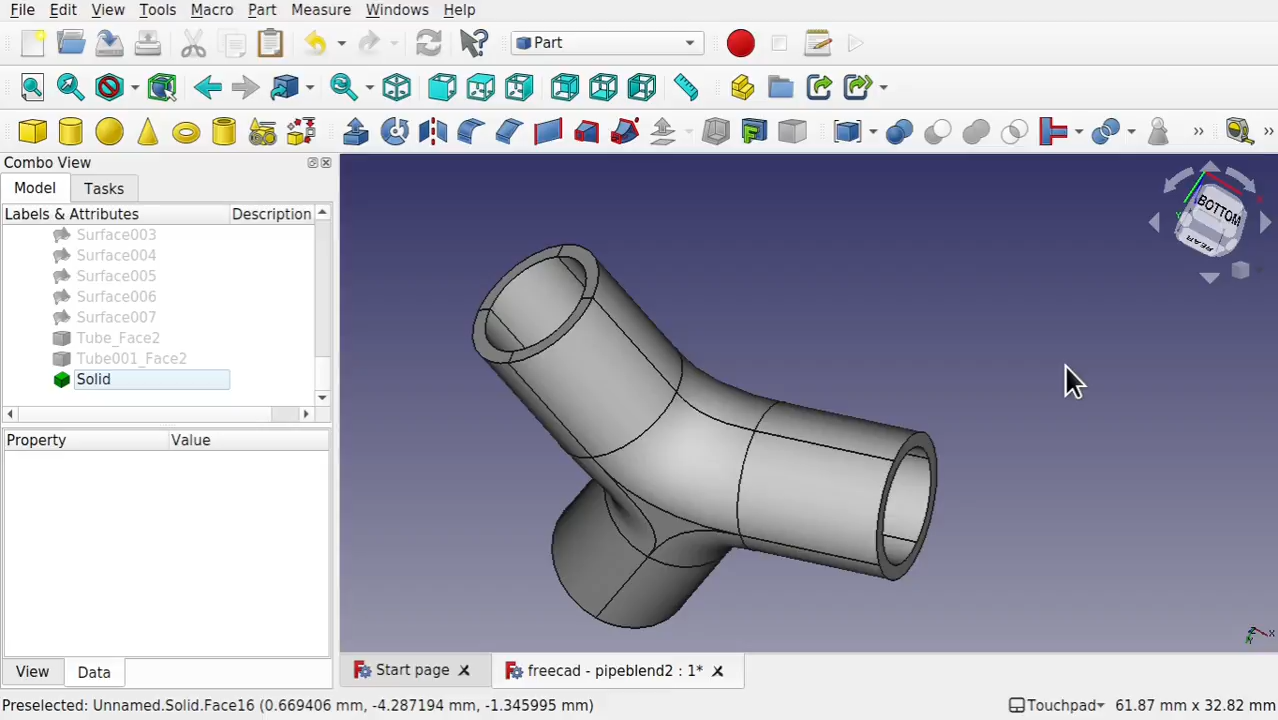 File Edit View Tools Macro Part Measure Windows Help
Part
Combo View
Model Tasks
Labels & Attributes Description
Surface003
Surface004
Surface005
Surface006
Surface007
Tube_Face2
Tube001_Face2
Solid
Property Value
View Data
BOTTOM
REAR
Start page
freecad - pipeblend2 : 1*
Preselected: Unnamed.Solid.Face16 (0.669406 mm, -4.287194 mm, -1.345995 mm)
Touchpad 61.87 mm x 32.82 mm